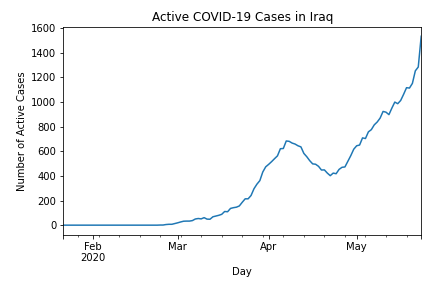 Active COVID-19 Cases in Iraq
1600
1400
1200
1000
800
600
400
200
0
Number of Active Cases
Feb
2020
Mar
Apr
May
Day